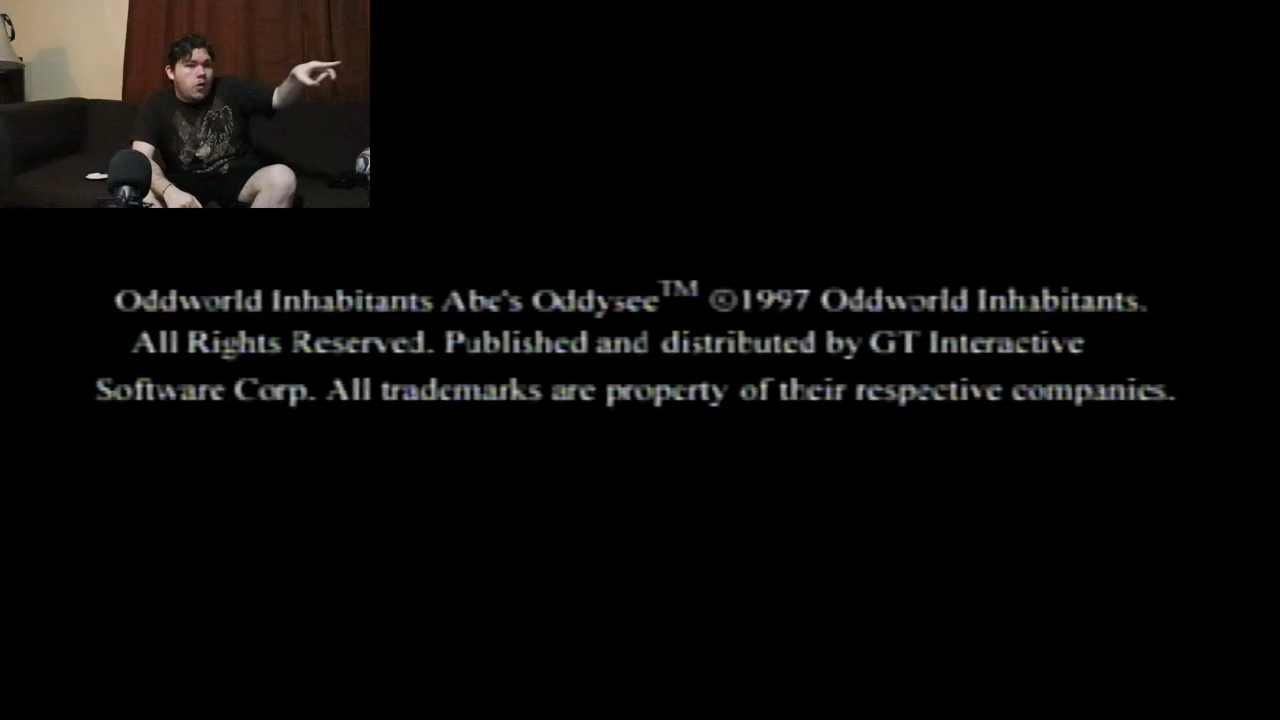 Oddworld Inhabitants Abe's Oddysee™ ©1997 Oddworld Inhabitants.
All Rights Reserved. Published and distributed by GT Interactive
Software Corp. All trademarks are property of their respective companies.